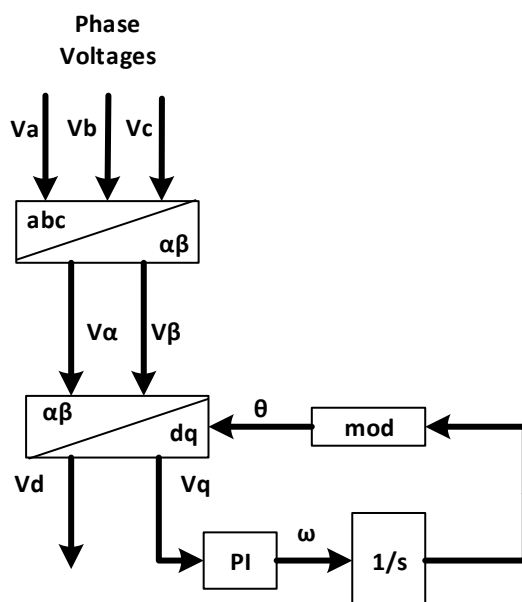 Phase
Voltages
Va
Vb
Vc
abc
αβ
Vα
Vβ
αβ
dq
θ
mod
Vd
Vq
PI
ω
1/s